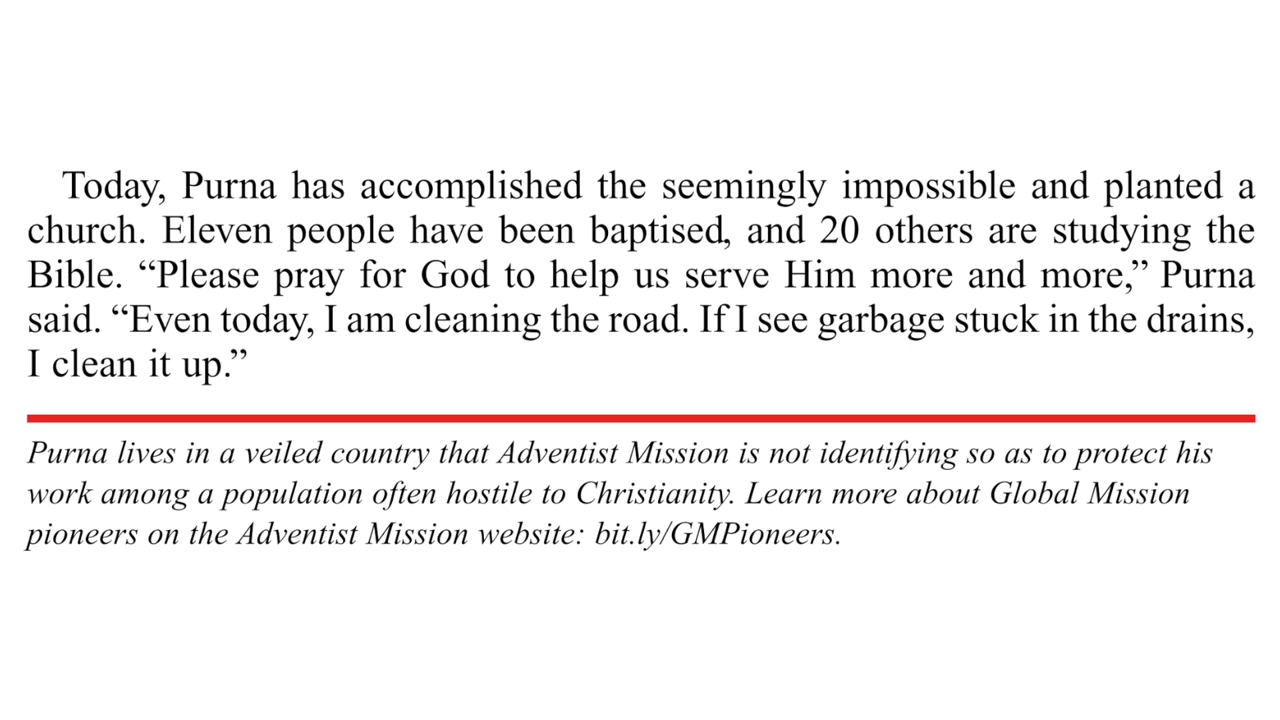 Today, Purna has accomplished the seemingly impossible and planted a
church. Eleven people have been baptised, and 20 others are studying the
Bible. “Please pray for God to help us serve Him more and more,” Purna
said. “Even today, I am cleaning the road. If I see garbage stuck in the drains,
I clean it up.”
Purna lives in a veiled country that Adventist Mission is not identifying so as to protect his
work among a population often hostile to Christianity. Learn more about Global Mission
pioneers on the Adventist Mission website: bit.ly/GMPioneers.